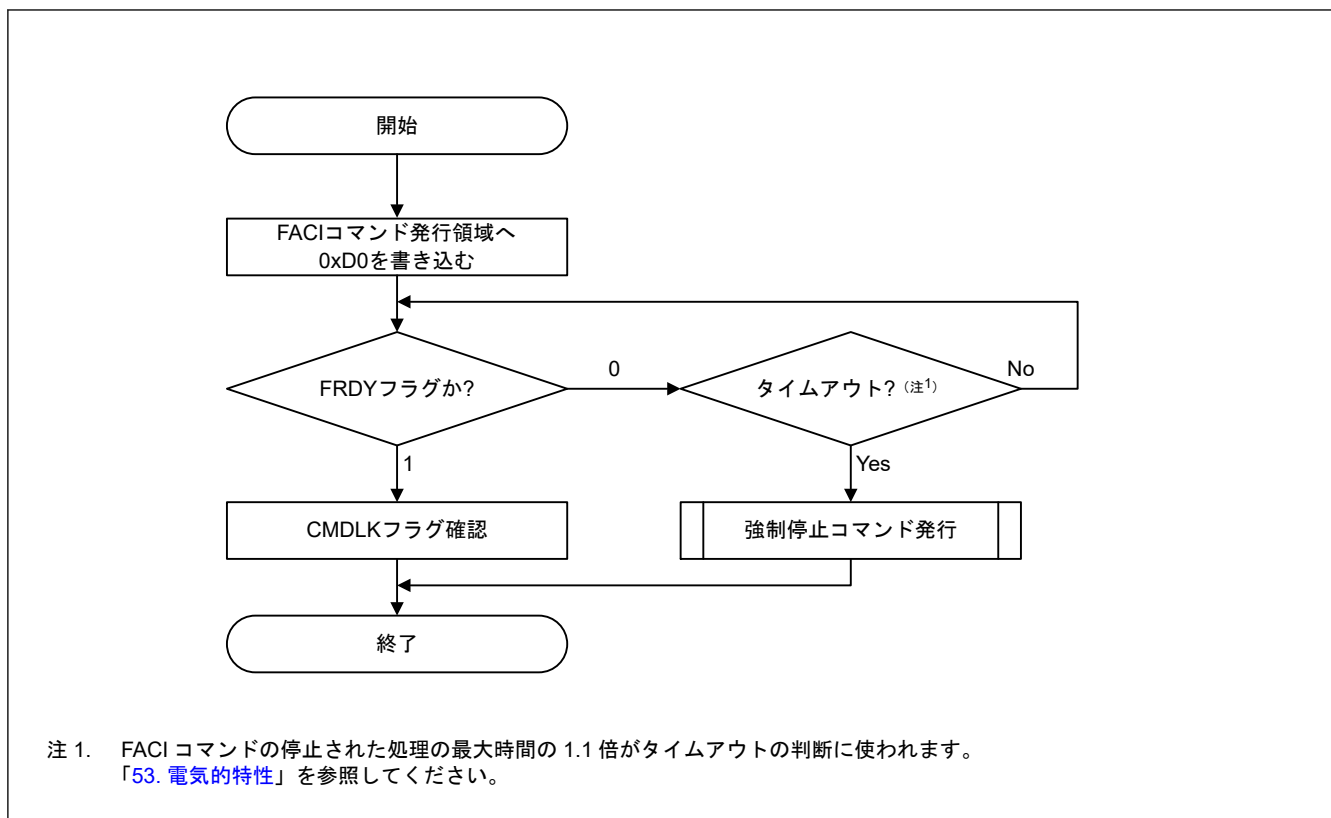 開始
FACIコマンド発行領域へ
0xD0を書き込む
FRDYフラグか?
0
タイムアウト?（注1）
No
1
Yes
CMDLKフラグ確認
強制停止コマンド発行
終了
注 1. FACI コマンドの停止された処理の最大時間の 1.1 倍がタイムアウトの判断に使われます。
「53. 電気的特性」を参照してください。